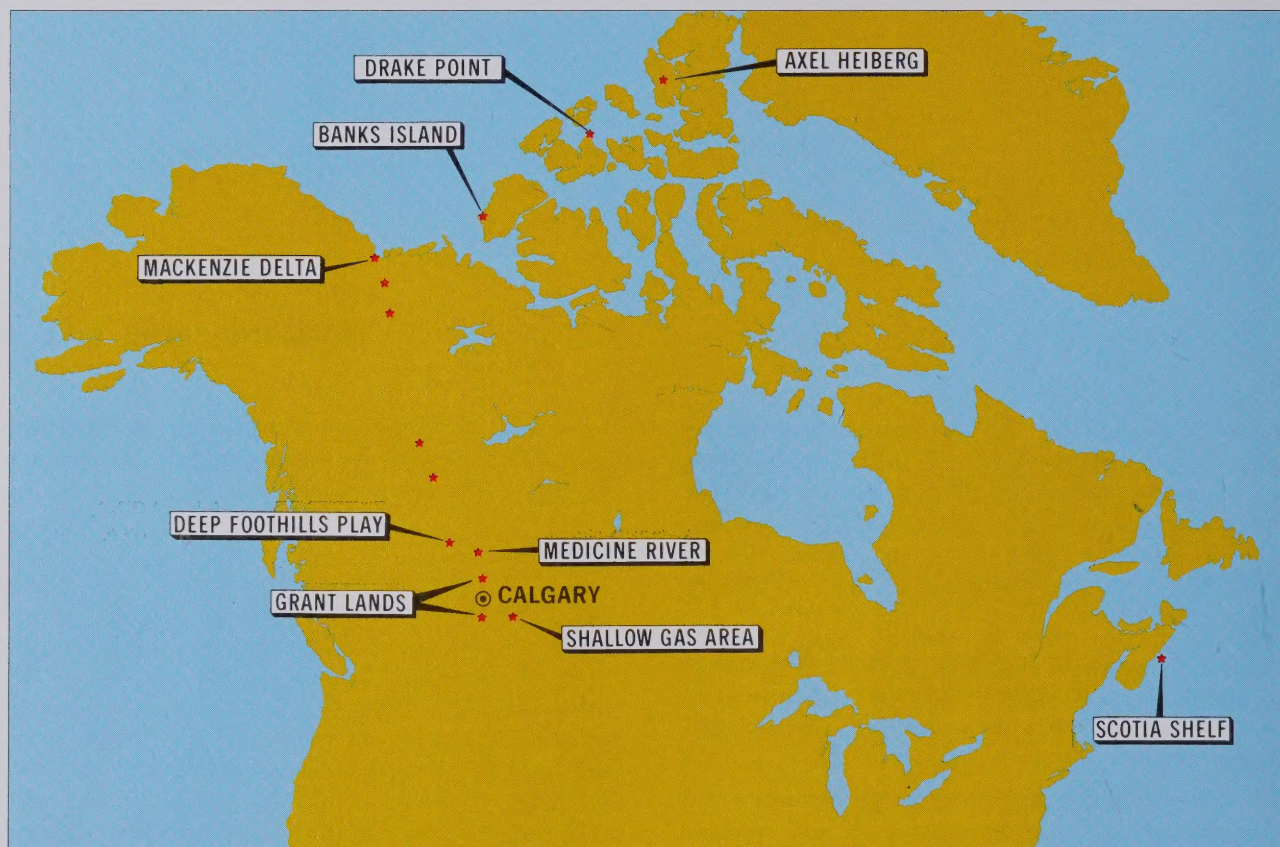 AXEL HEIBERG
DRAKE POINT
BANKS ISLAND
MACKENZIE DELTA
DEEP FOOTHILLS PLAY
MEDICINE RIVER
CALGARY
GRANT LANDS
SHALLOW GAS AREA
SCOTIA SHELF